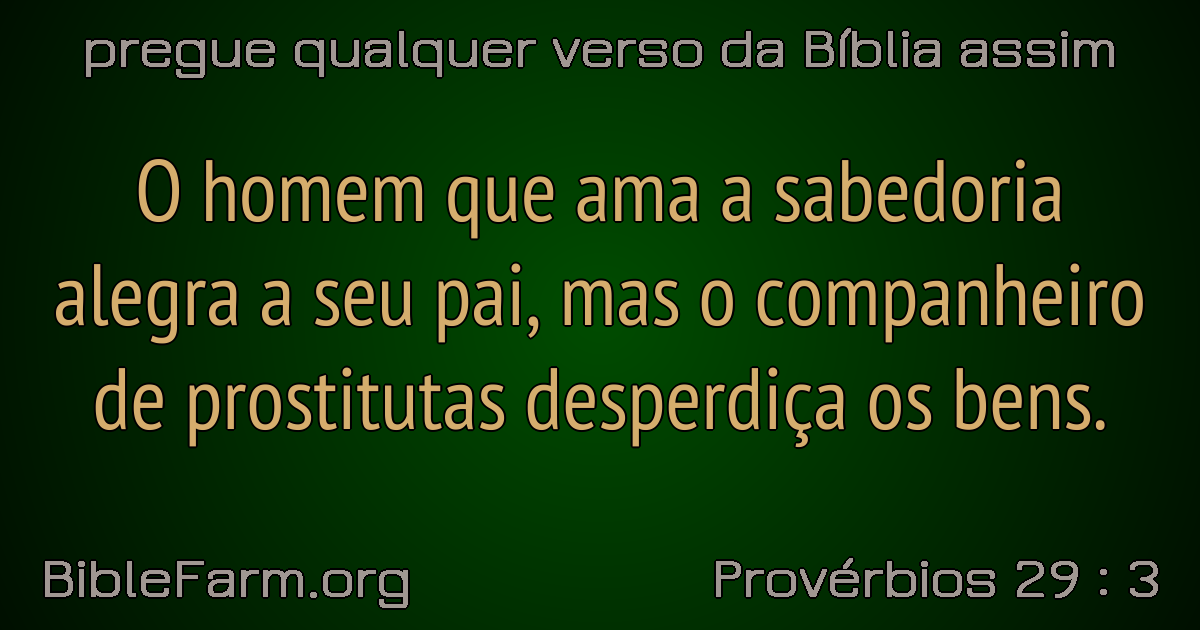 pregue qualquer verso da Bíblia assim
O homem que ama a sabedoria
alegra a seu pai, mas o companheiro
de prostitutas desperdiça os bens.
BibleFarm.org
Provérbios 29 : 3